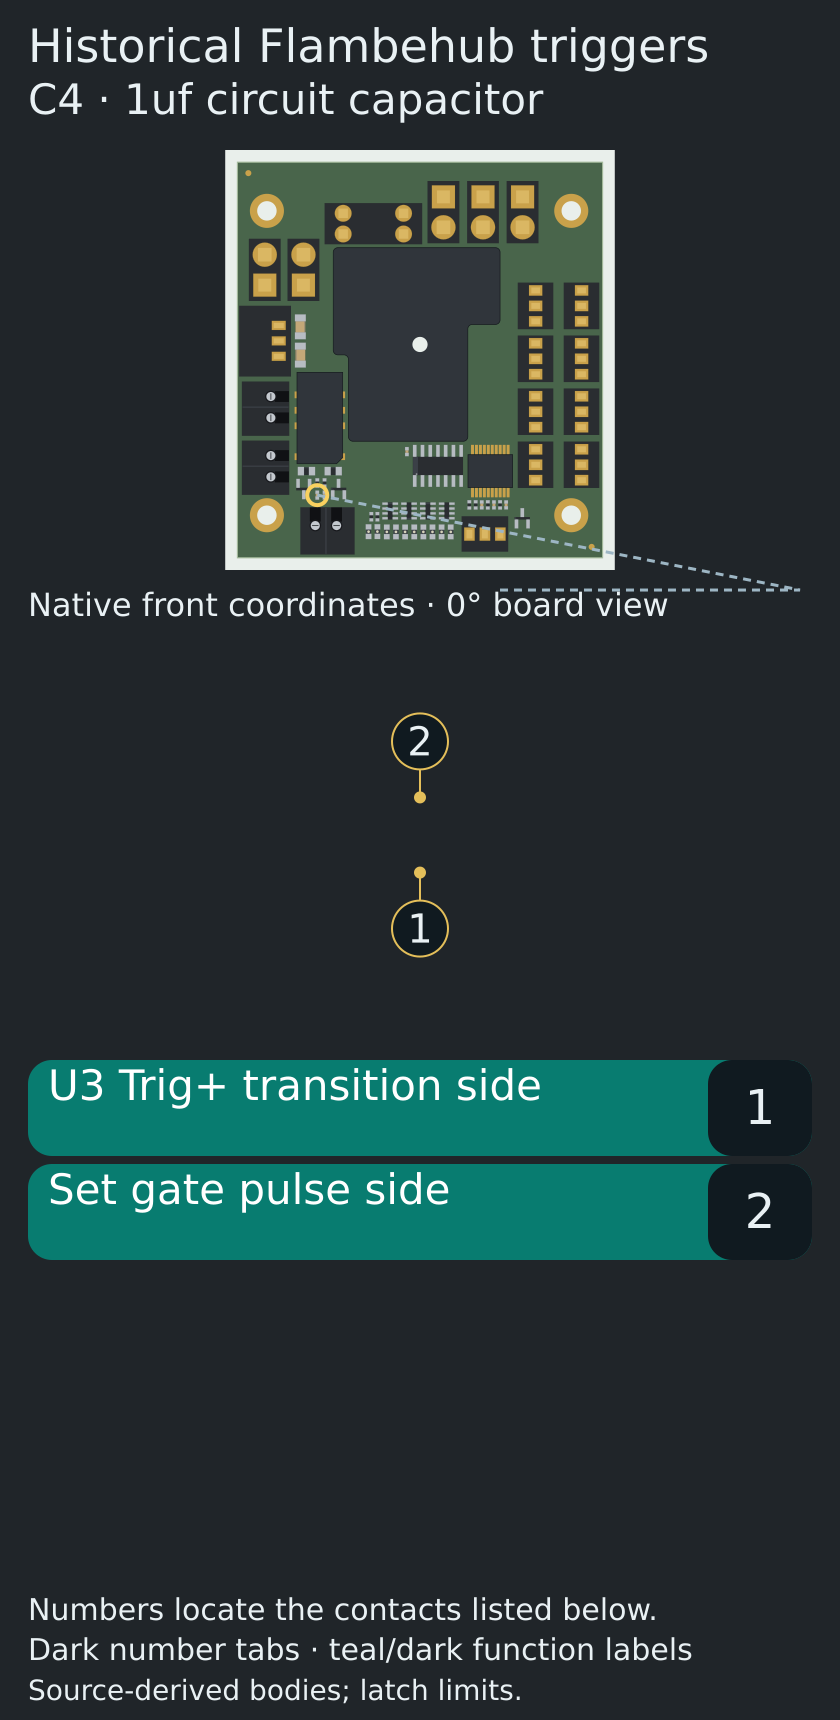 Historical Flambehub triggers
C4 · 1uf circuit capacitor
Native front coordinates · 0° board view
2
1
U3 Trig+ transition side 1
Set gate pulse side 2
Numbers locate the contacts listed below.
Dark number tabs · teal/dark function labels
Source-derived bodies; latch limits.